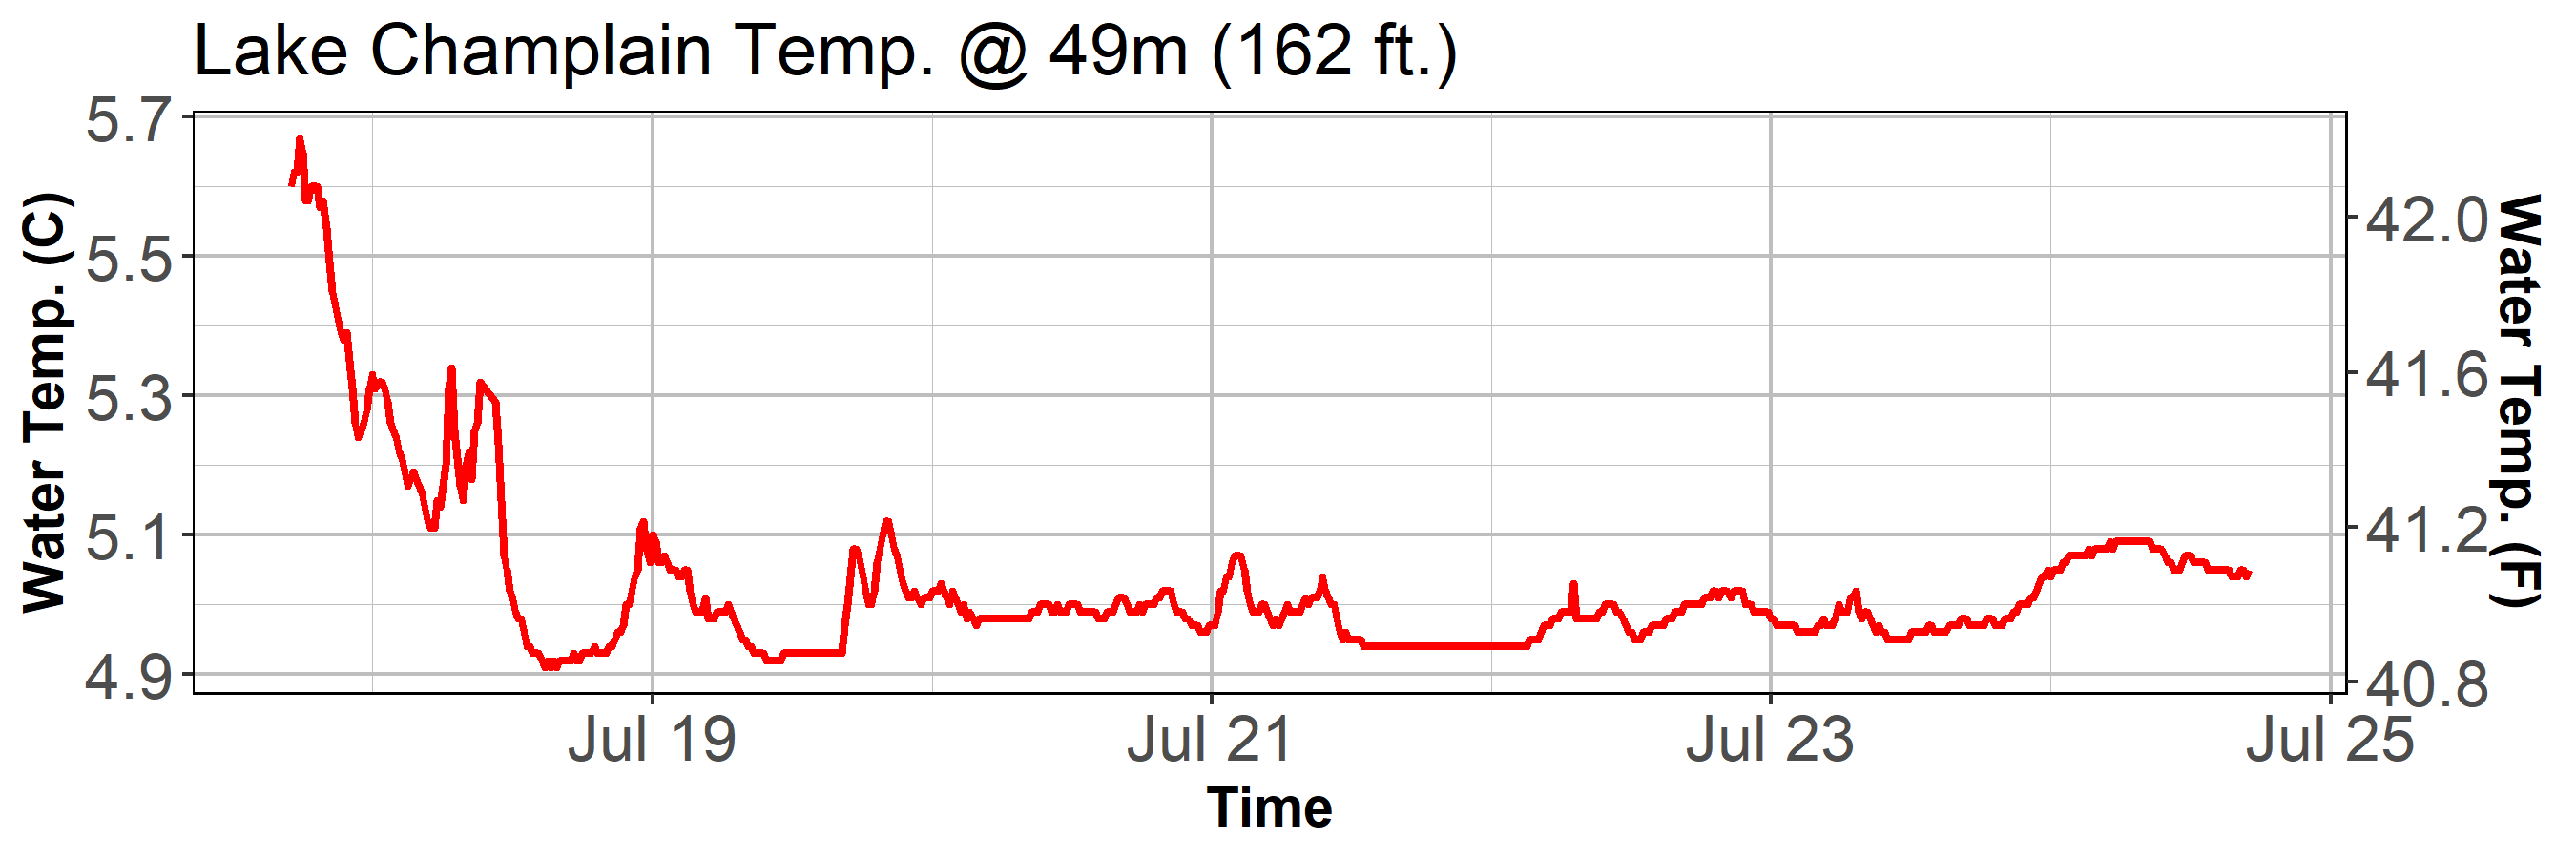 Lake Champlain Temp. @ 49m (162 ft.)
Water Temp. (C)
5.7
5.5
5.3
5.1
4.9
42.0
41.6
41.2
40.8
Water Temp. (F)
Jul 19 Jul 21 Jul 23 Jul 25
Time